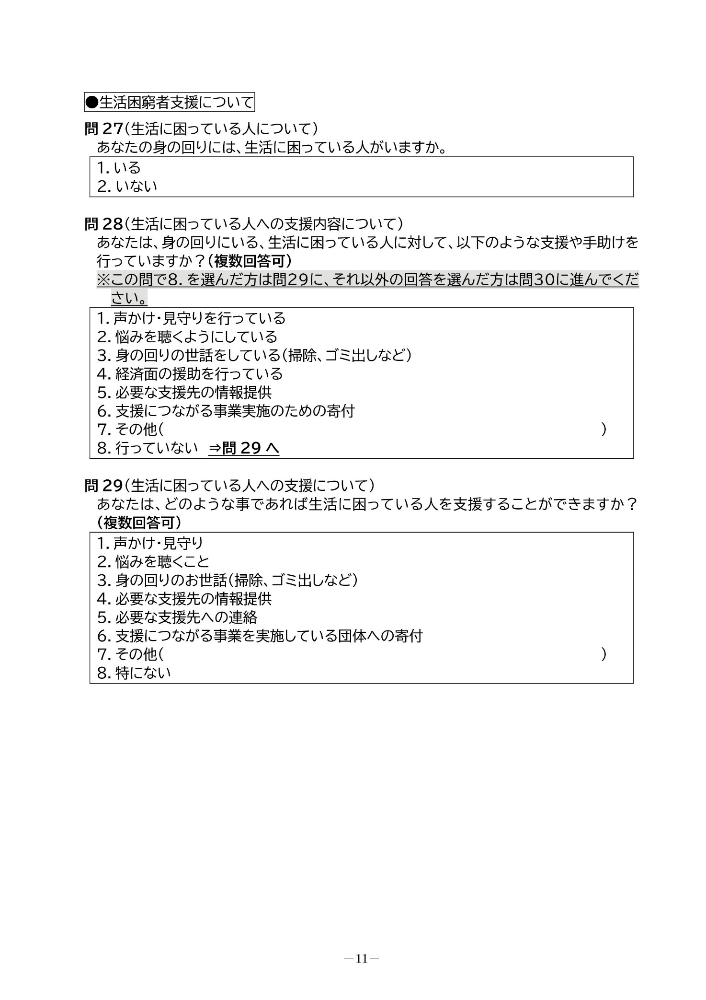 ●生活困窮者支援について
問27(生活に困っている人について)
あなたの身の回りには、生活に困っている人がいますか。
1．いる
2．いない
問28(生活に困っている人への支援内容について)
あなたは、身の回りにいる、生活に困っている人に対して、以下のような支援や手助けを
行っていますか？(複数回答可)
※この問で8．を選んだ方は問29に、それ以外の回答を選んだ方は問30に進んでくだ
さい。
1．声かけ・見守りを行っている
2．悩みを聴くようにしている
3．身の回りの世話をしている(掃除、ゴミ出しなど)
4．経済面の援助を行っている
5．必要な支援先の情報提供
6．支援につながる事業実施のための寄付
7．その他(　　　　　　　　　　)
8．行っていない ⇒問29へ
問29(生活に困っている人への支援について)
あなたは、どのような事であれば生活に困っている人を支援することができますか？
(複数回答可)
1．声かけ・見守り
2．悩みを聴くこと
3．身の回りのお世話(掃除、ゴミ出しなど)
4．必要な支援先の情報提供
5．必要な支援先への連絡
6．支援につながる事業を実施している団体への寄付
7．その他(　　　　　　　　　　)
8．特にない
－11－